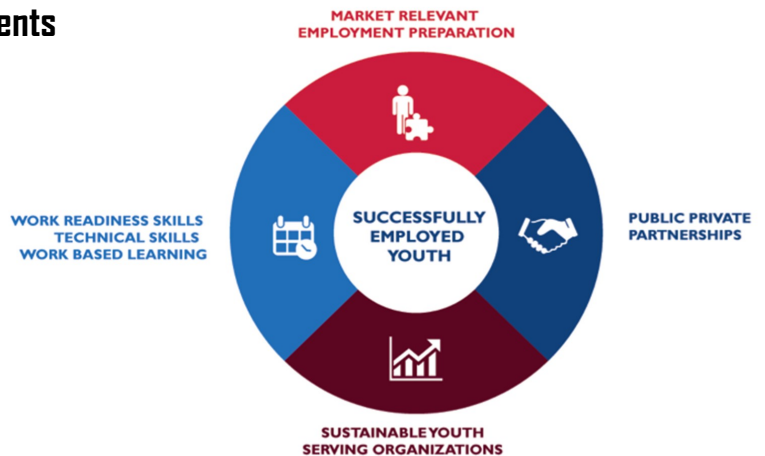 MARKET RELEVANT
EMPLOYMENT PREPARATION
WORK READINESS SKILLS
TECHNICAL SKILLS
WORK BASED LEARNING
SUCCESSFULLY
EMPLOYED
YOUTH
PUBLIC PRIVATE
PARTNERSHIPS
SUSTAINABLE YOUTH
SERVING ORGANIZATIONS